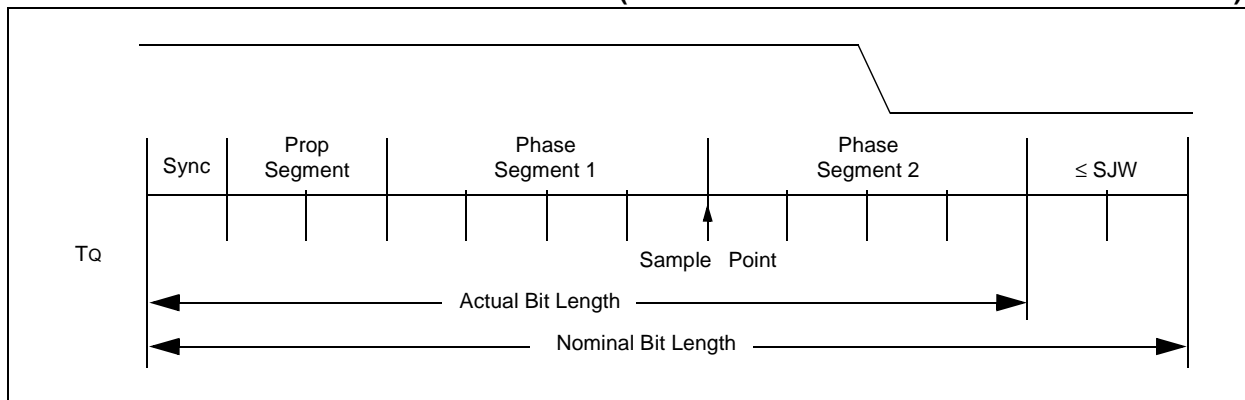 Sync
Prop
Segment
Phase
Segment 1
Phase
Segment 2
≤ SJW
TQ
Sample Point
Actual Bit Length
Nominal Bit Length